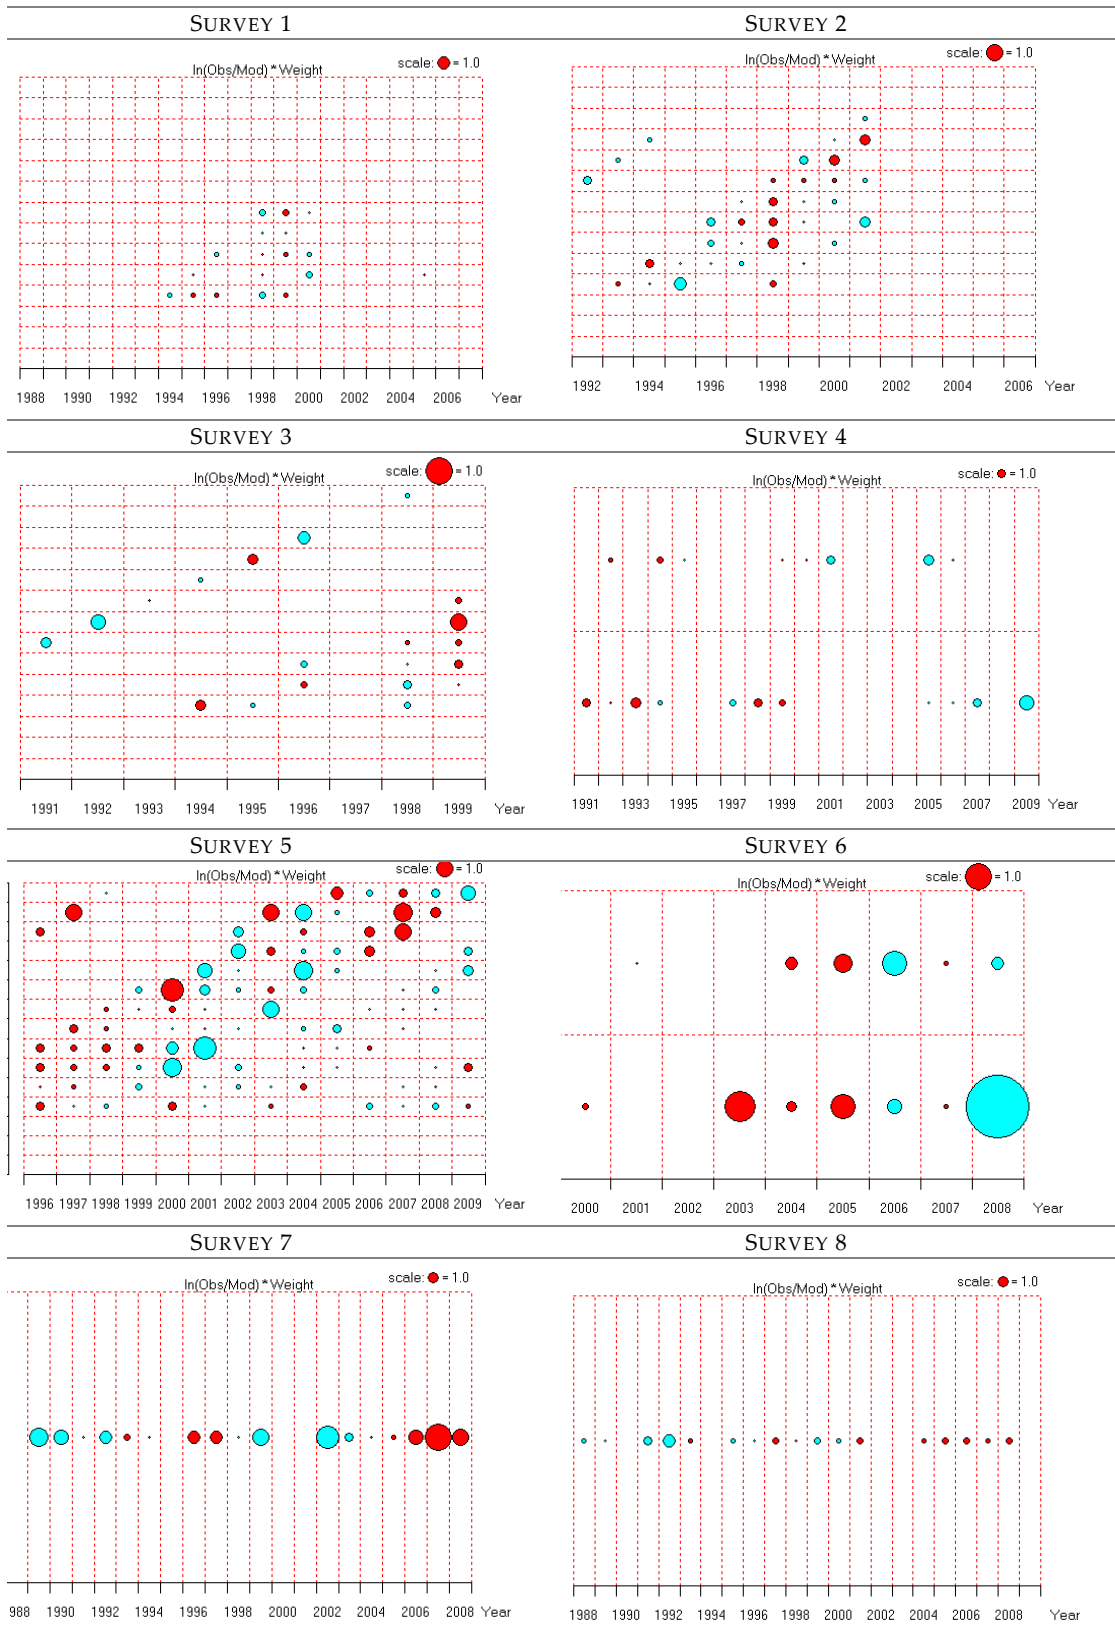 SURVEY 1
SURVEY 2
ln(Obs/Mod) * Weight
scale: = 1.0
1988 1990 1992 1994 1996 1998 2000 2002 2004 2006 Year
ln(Obs/Mod) * Weight
scale: = 1.0
1992 1994 1996 1998 2000 2002 2004 2006 Year
SURVEY 3
SURVEY 4
ln(Obs/Mod) * Weight
scale: = 1.0
1991 1992 1993 1994 1995 1996 1997 1998 1999 Year
ln(Obs/Mod) * Weight
scale: = 1.0
1991 1993 1995 1997 1999 2001 2003 2005 2007 2009 Year
SURVEY 5
SURVEY 6
ln(Obs/Mod) * Weight
scale: = 1.0
1996 1997 1998 1999 2000 2001 2002 2003 2004 2005 2006 2007 2008 2009 Year
ln(Obs/Mod) * Weight
scale: = 1.0
2000 2001 2002 2003 2004 2005 2006 2007 2008 Year
SURVEY 7
SURVEY 8
ln(Obs/Mod) * Weight
scale: = 1.0
988 1990 1992 1994 1996 1998 2000 2002 2004 2006 2008 Year
ln(Obs/Mod) * Weight
scale: = 1.0
1988 1990 1992 1994 1996 1998 2000 2002 2004 2006 2008 Year